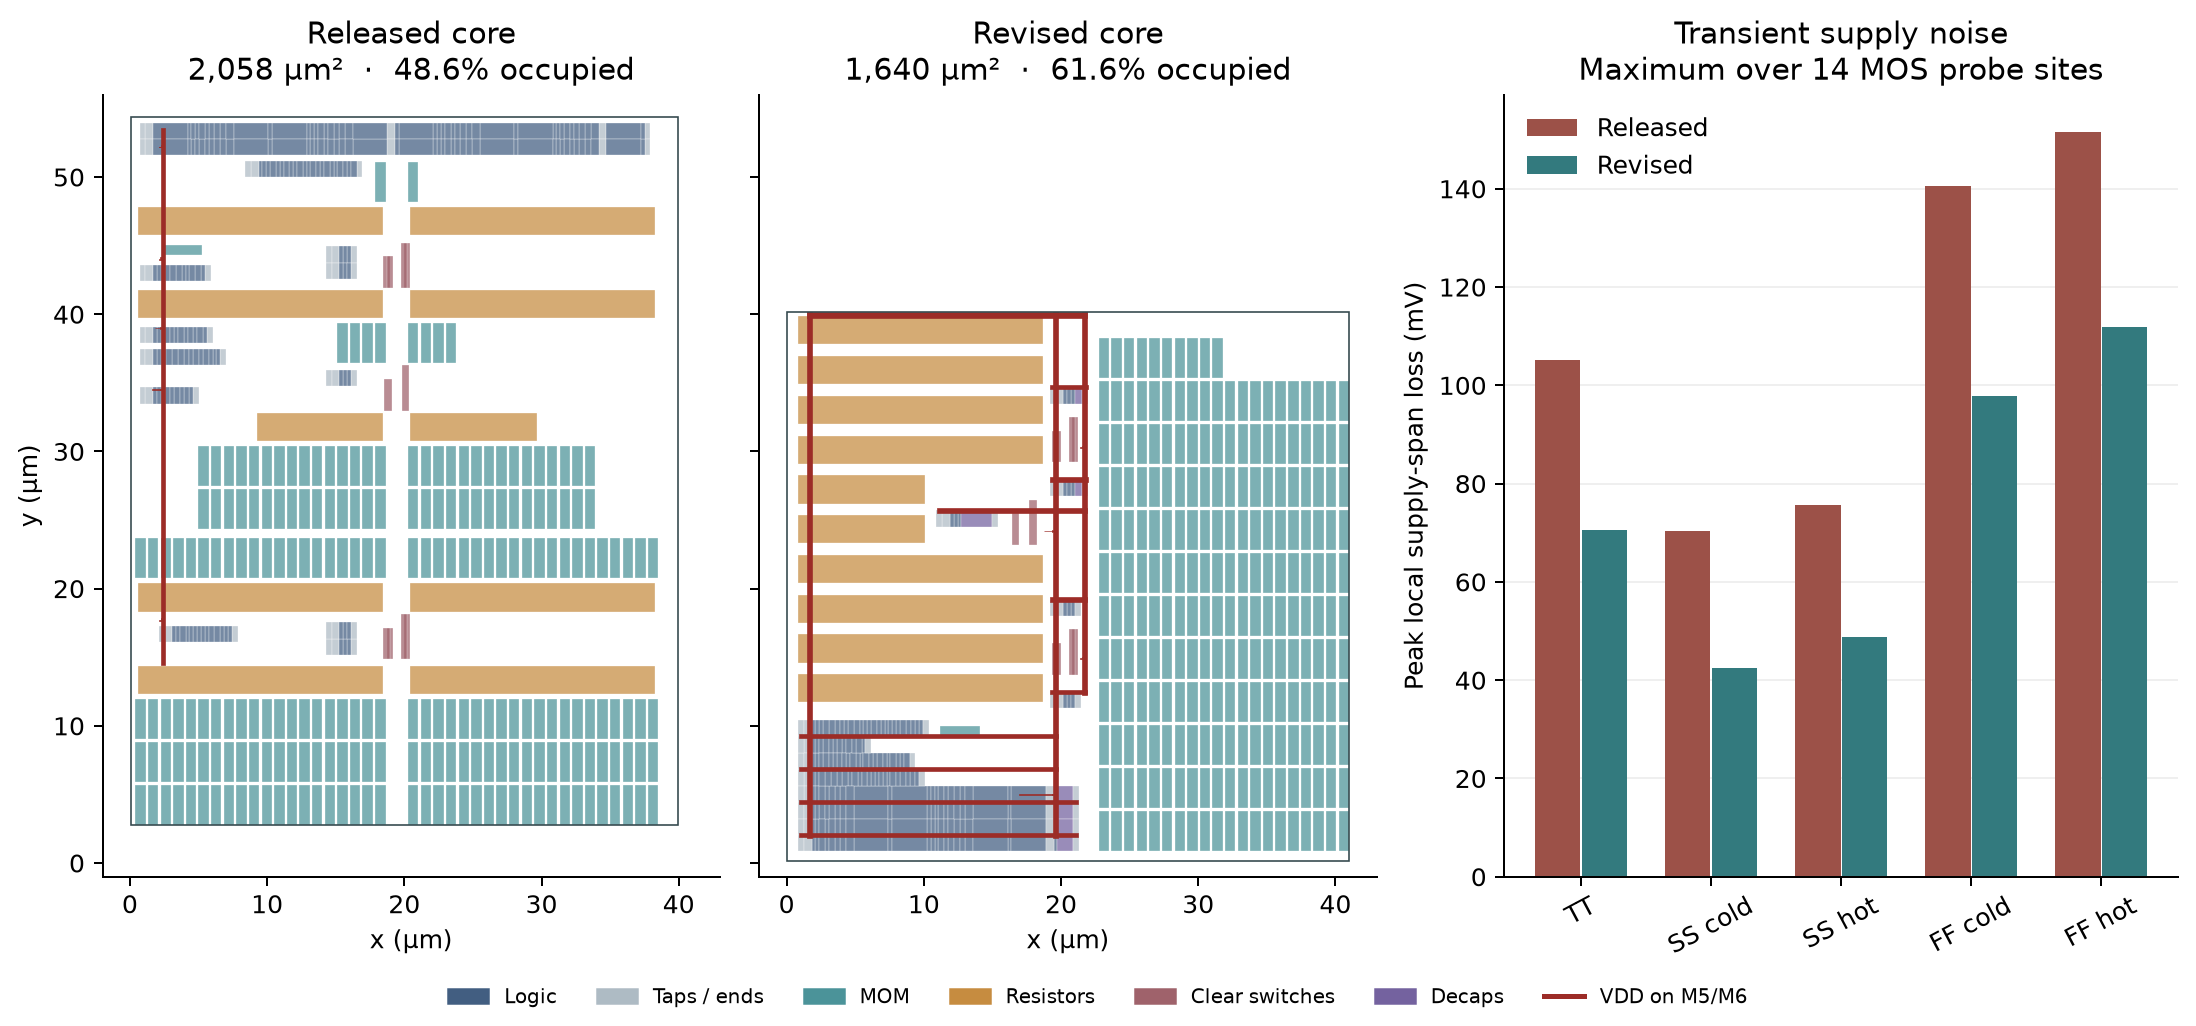 Released core
2,058 µm² · 48.6% occupied
Revised core
1,640 µm² · 61.6% occupied
Transient supply noise
Maximum over 14 MOS probe sites
y (µm)
50
40
30
20
10
0
0 10 20 30 40
x (µm)
0 10 20 30 40
x (µm)
Peak local supply-span loss (mV)
140
120
100
80
60
40
20
0
Released
Revised
TT
SS cold
SS hot
FF cold
FF hot
Logic
Taps / ends
MOM
Resistors
Clear switches
Decaps
VDD on M5/M6